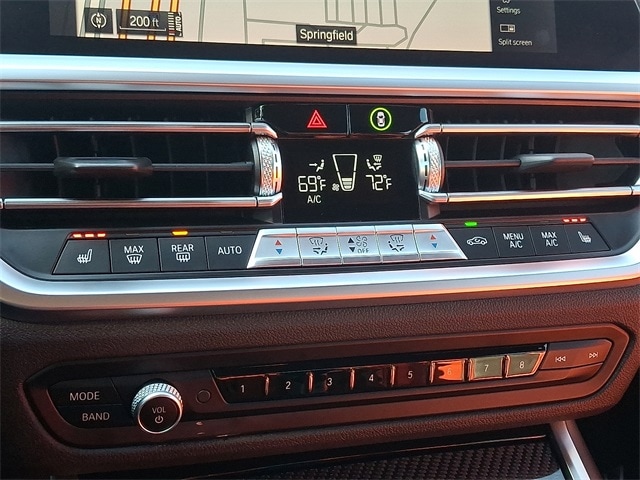 200 ft
Settings
Springfield
Split screen
69°F
72°F
A/C
MAX
REAR
AUTO
OFF
MENU A/C
MAX A/C
MODE
VOL
BAND
1 2 3 4 5 6 7 8